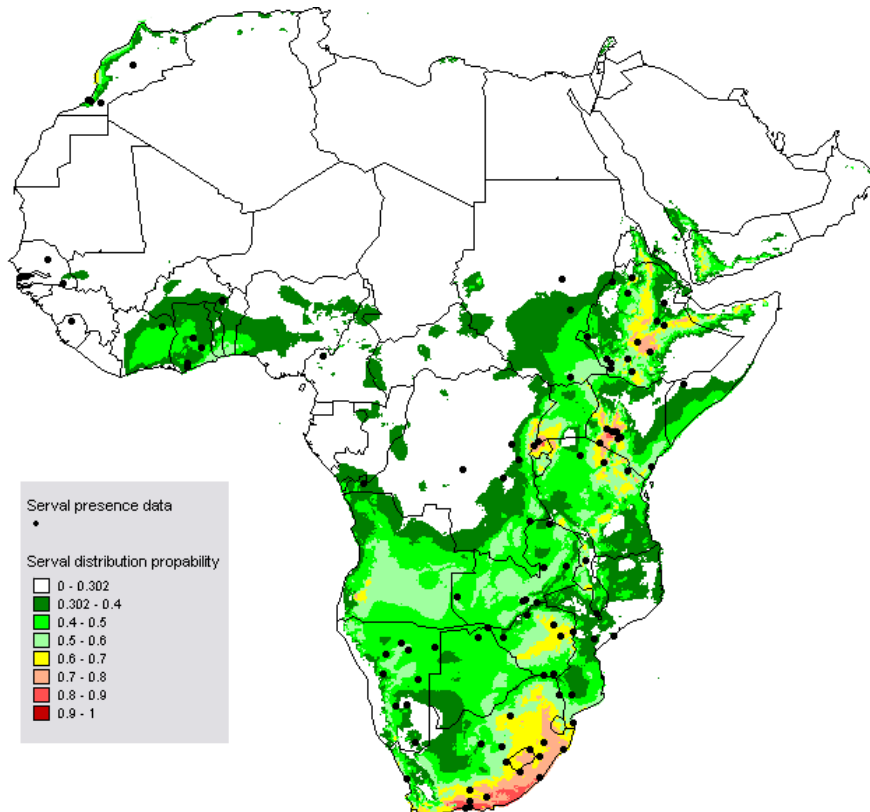 Serval presence data
Serval distribution propability
0 - 0.302
0.302 - 0.4
0.4 - 0.5
0.5 - 0.6
0.6 - 0.7
0.7 - 0.8
0.8 - 0.9
0.9 - 1